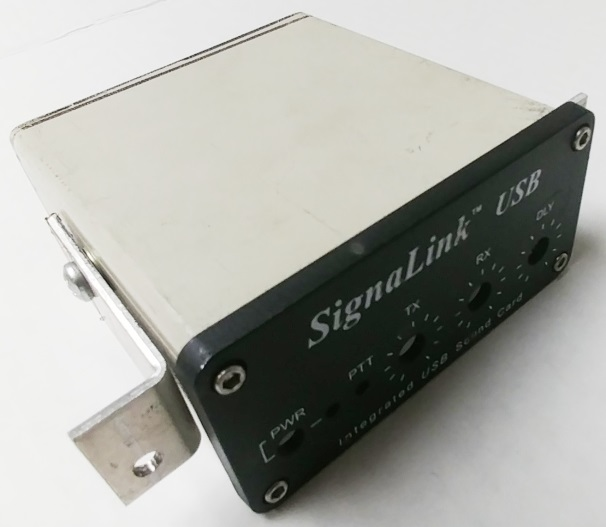 SignaLink™ USB
PWR PTT TX RX DLY
Integrated USB Sound Card